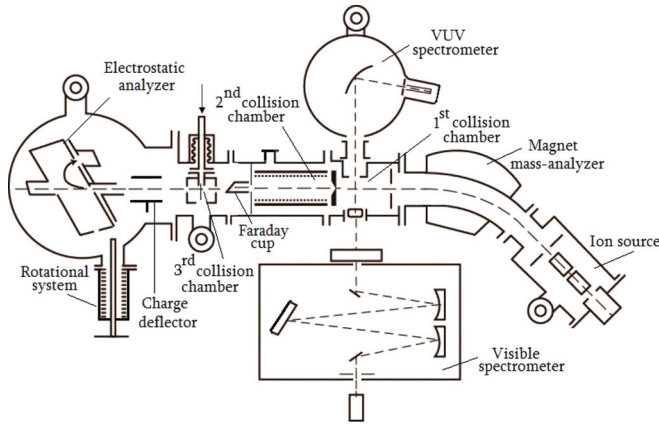 VUV
spectrometer
Electrostatic
analyzer
2nd collision
chamber
1st collision
chamber
Magnet
mass-analyzer
Faraday
cup
Ion source
Rotational
system
Charge
deflector
3rd collision
chamber
Visible
spectrometer